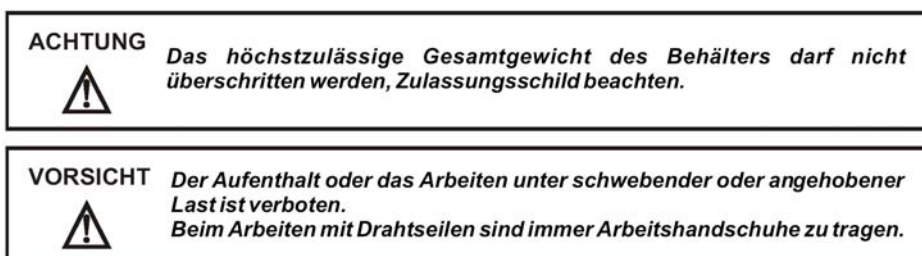 ACHTUNG
Das höchstzulässige Gesamtgewicht des Behälters darf nicht
überschritten werden, Zulassungsschild beachten.
VORSICHT
Der Aufenthalt oder das Arbeiten unter schwebender oder angehobener
Last ist verboten.
Beim Arbeiten mit Drahtseilen sind immer Arbeitshandschuhe zu tragen.